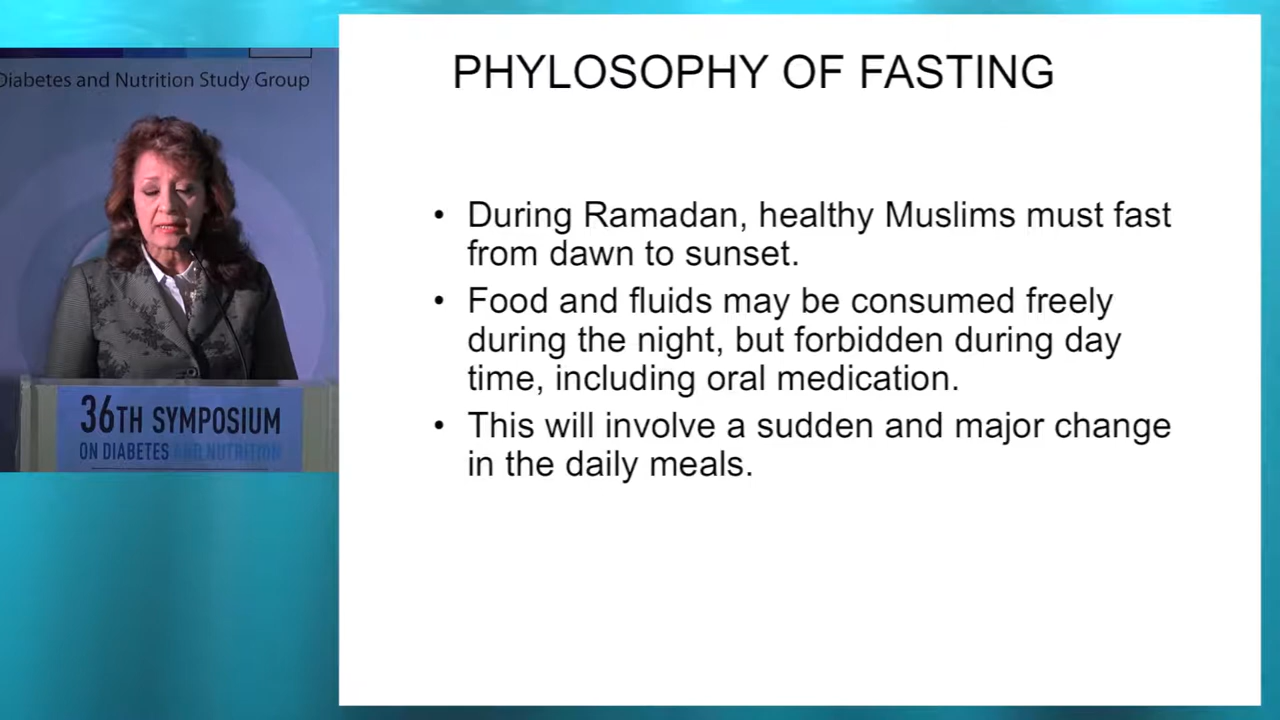 Diabetes and Nutrition Study Group
36TH SYMPOSIUM
ON DIABETES AND NUTRITION
PHYLOSOPHY OF FASTING
• During Ramadan, healthy Muslims must fast
from dawn to sunset.
• Food and fluids may be consumed freely
during the night, but forbidden during day
time, including oral medication.
• This will involve a sudden and major change
in the daily meals.